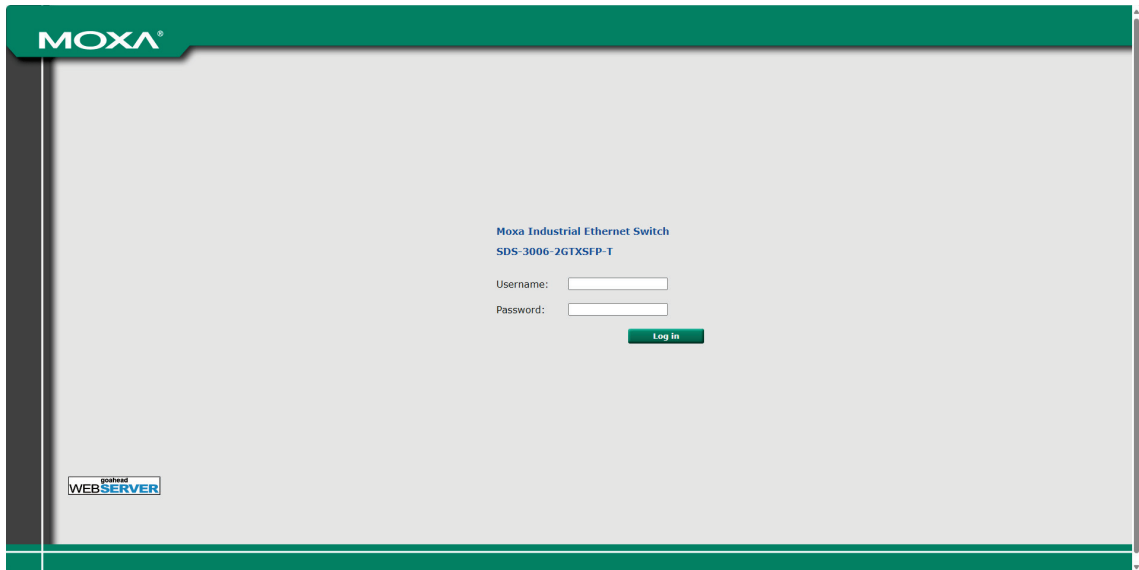 MOXA®
Moxa Industrial Ethernet Switch
SDS-3006-2GTXSFP-T
Username:
Password:
Log in
goahead
WEBSERVER